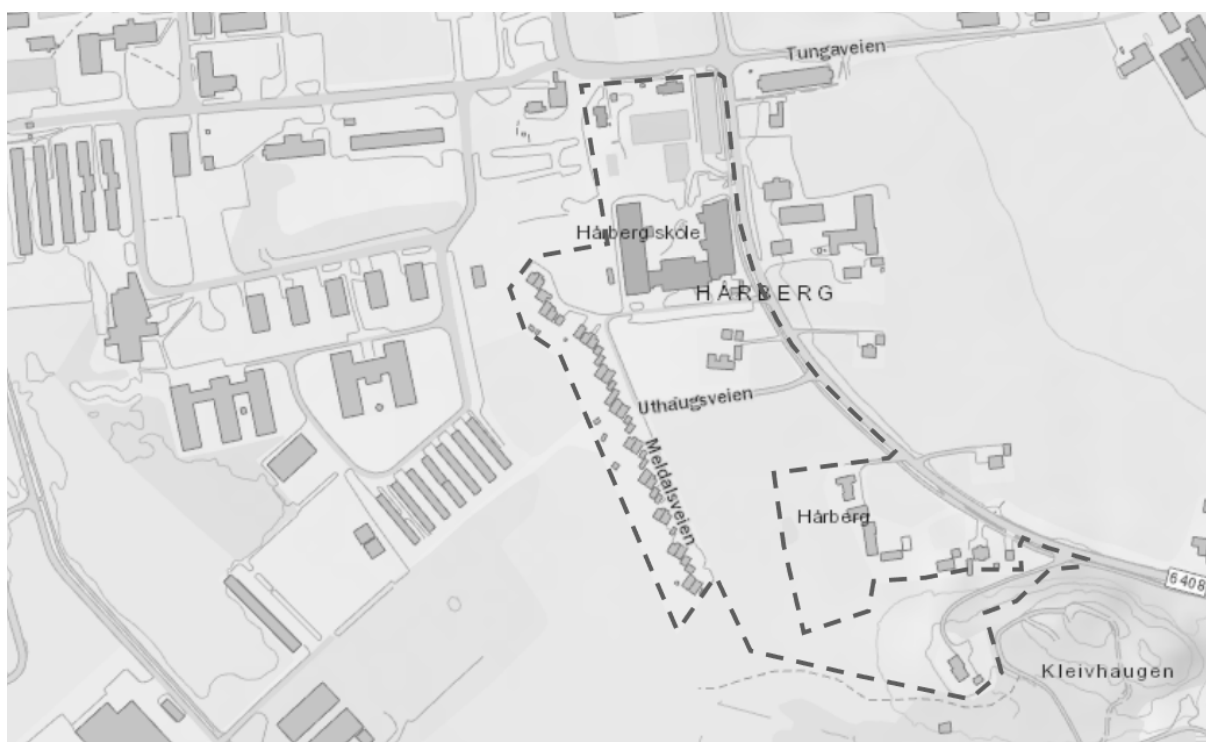 Tungaveien
Hårberg skole
HÅRBERG
Uthaugsveien
Meldalsveien
Hårberg
6408
Kleivhaugen